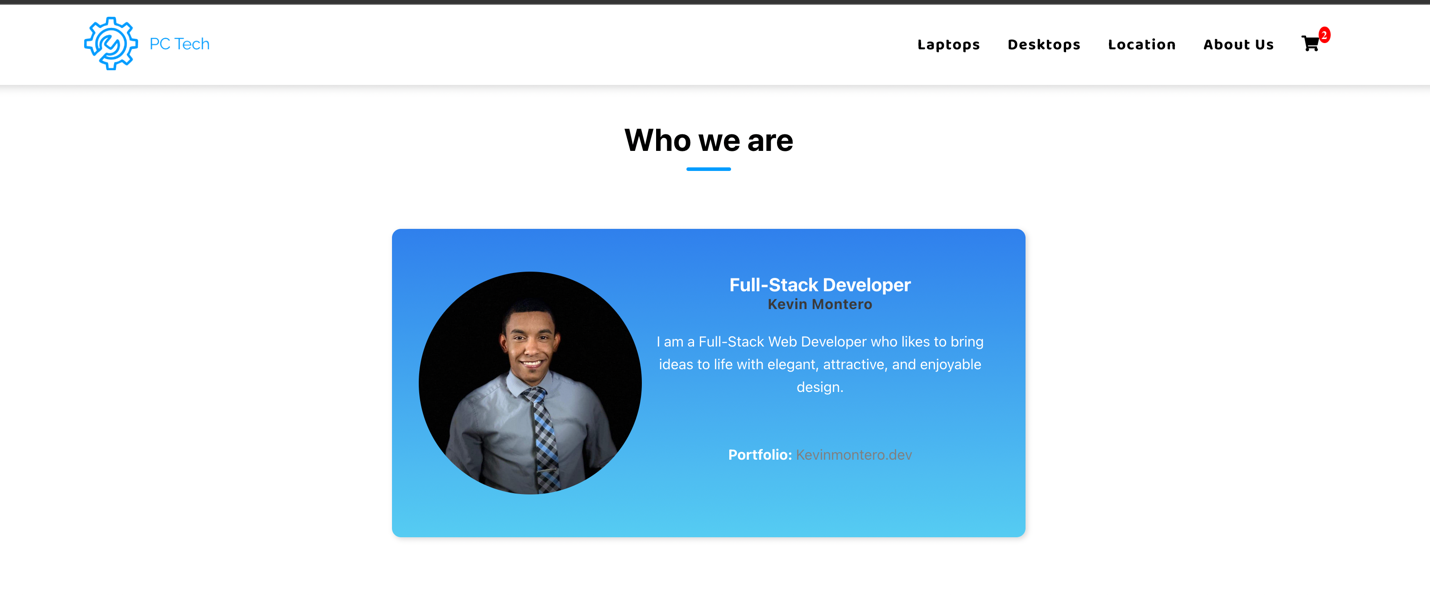 PC Tech
Laptops
Desktops
Location
About Us
2
Who we are
Full-Stack Developer
Kevin Montero
I am a Full-Stack Web Developer who likes to bring
ideas to life with elegant, attractive, and enjoyable
design.
Portfolio: Kevinmontero.dev